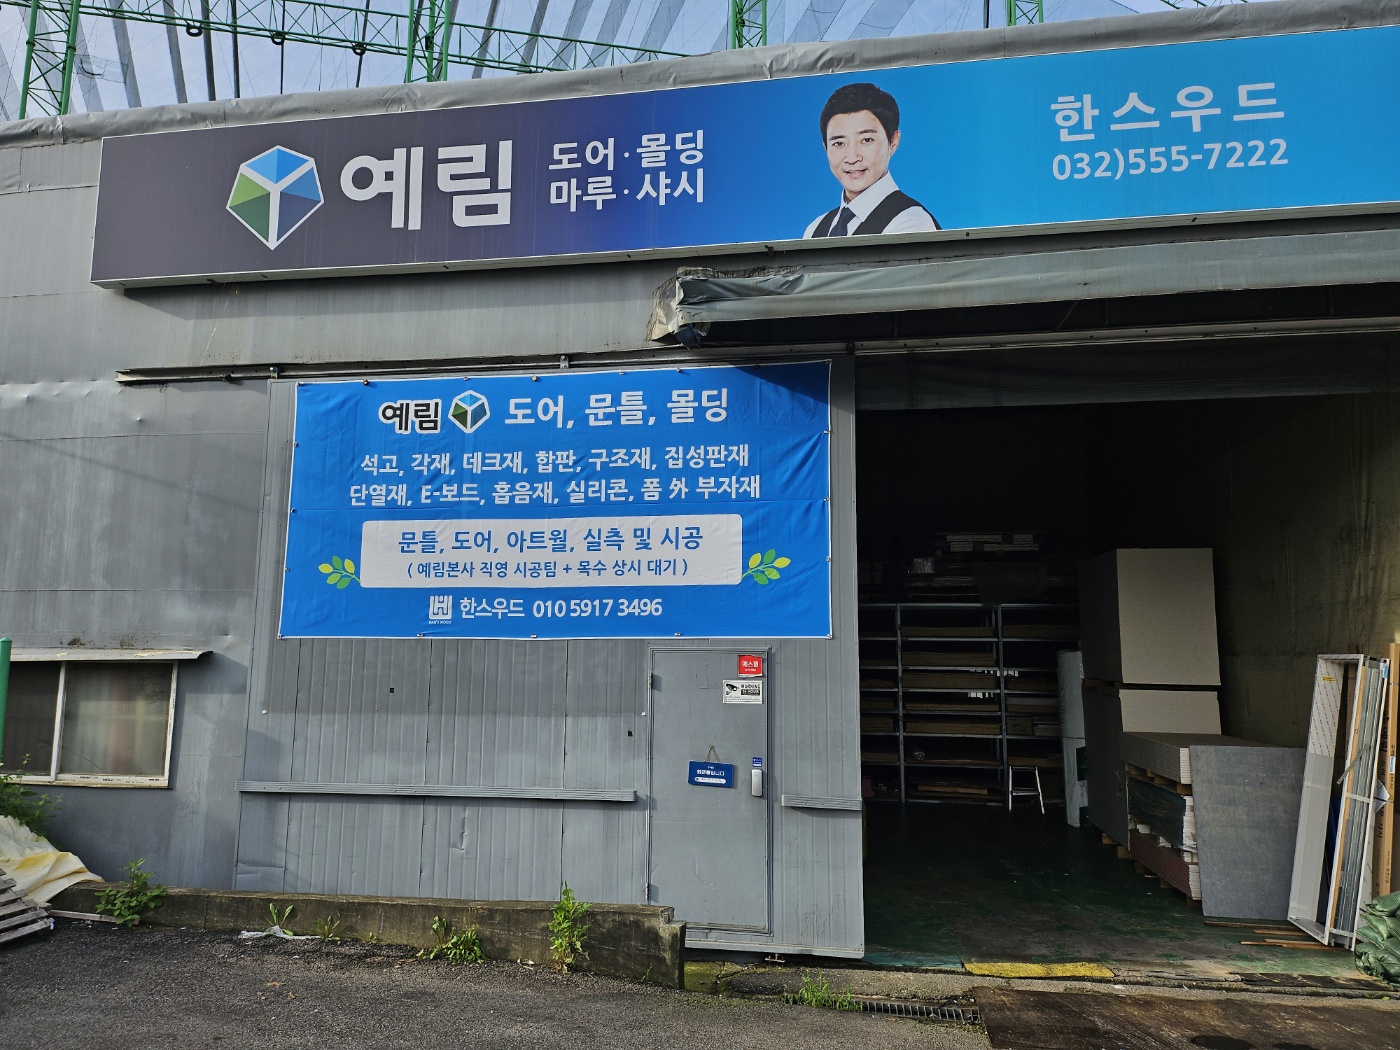 예림
도어·몰딩
마루·샤시
한스우드
032)555-7222
예림 도어, 문틀, 몰딩
석고, 각재, 데크재, 합판, 구조재, 집성판재
단열재, E-보드, 흡음재, 실리콘, 폼 外 부자재
문틀, 도어, 아트월, 실측 및 시공
( 예림본사 직영 시공팀 + 목수 상시 대기 )
한스우드 010 5917 3496
에스원